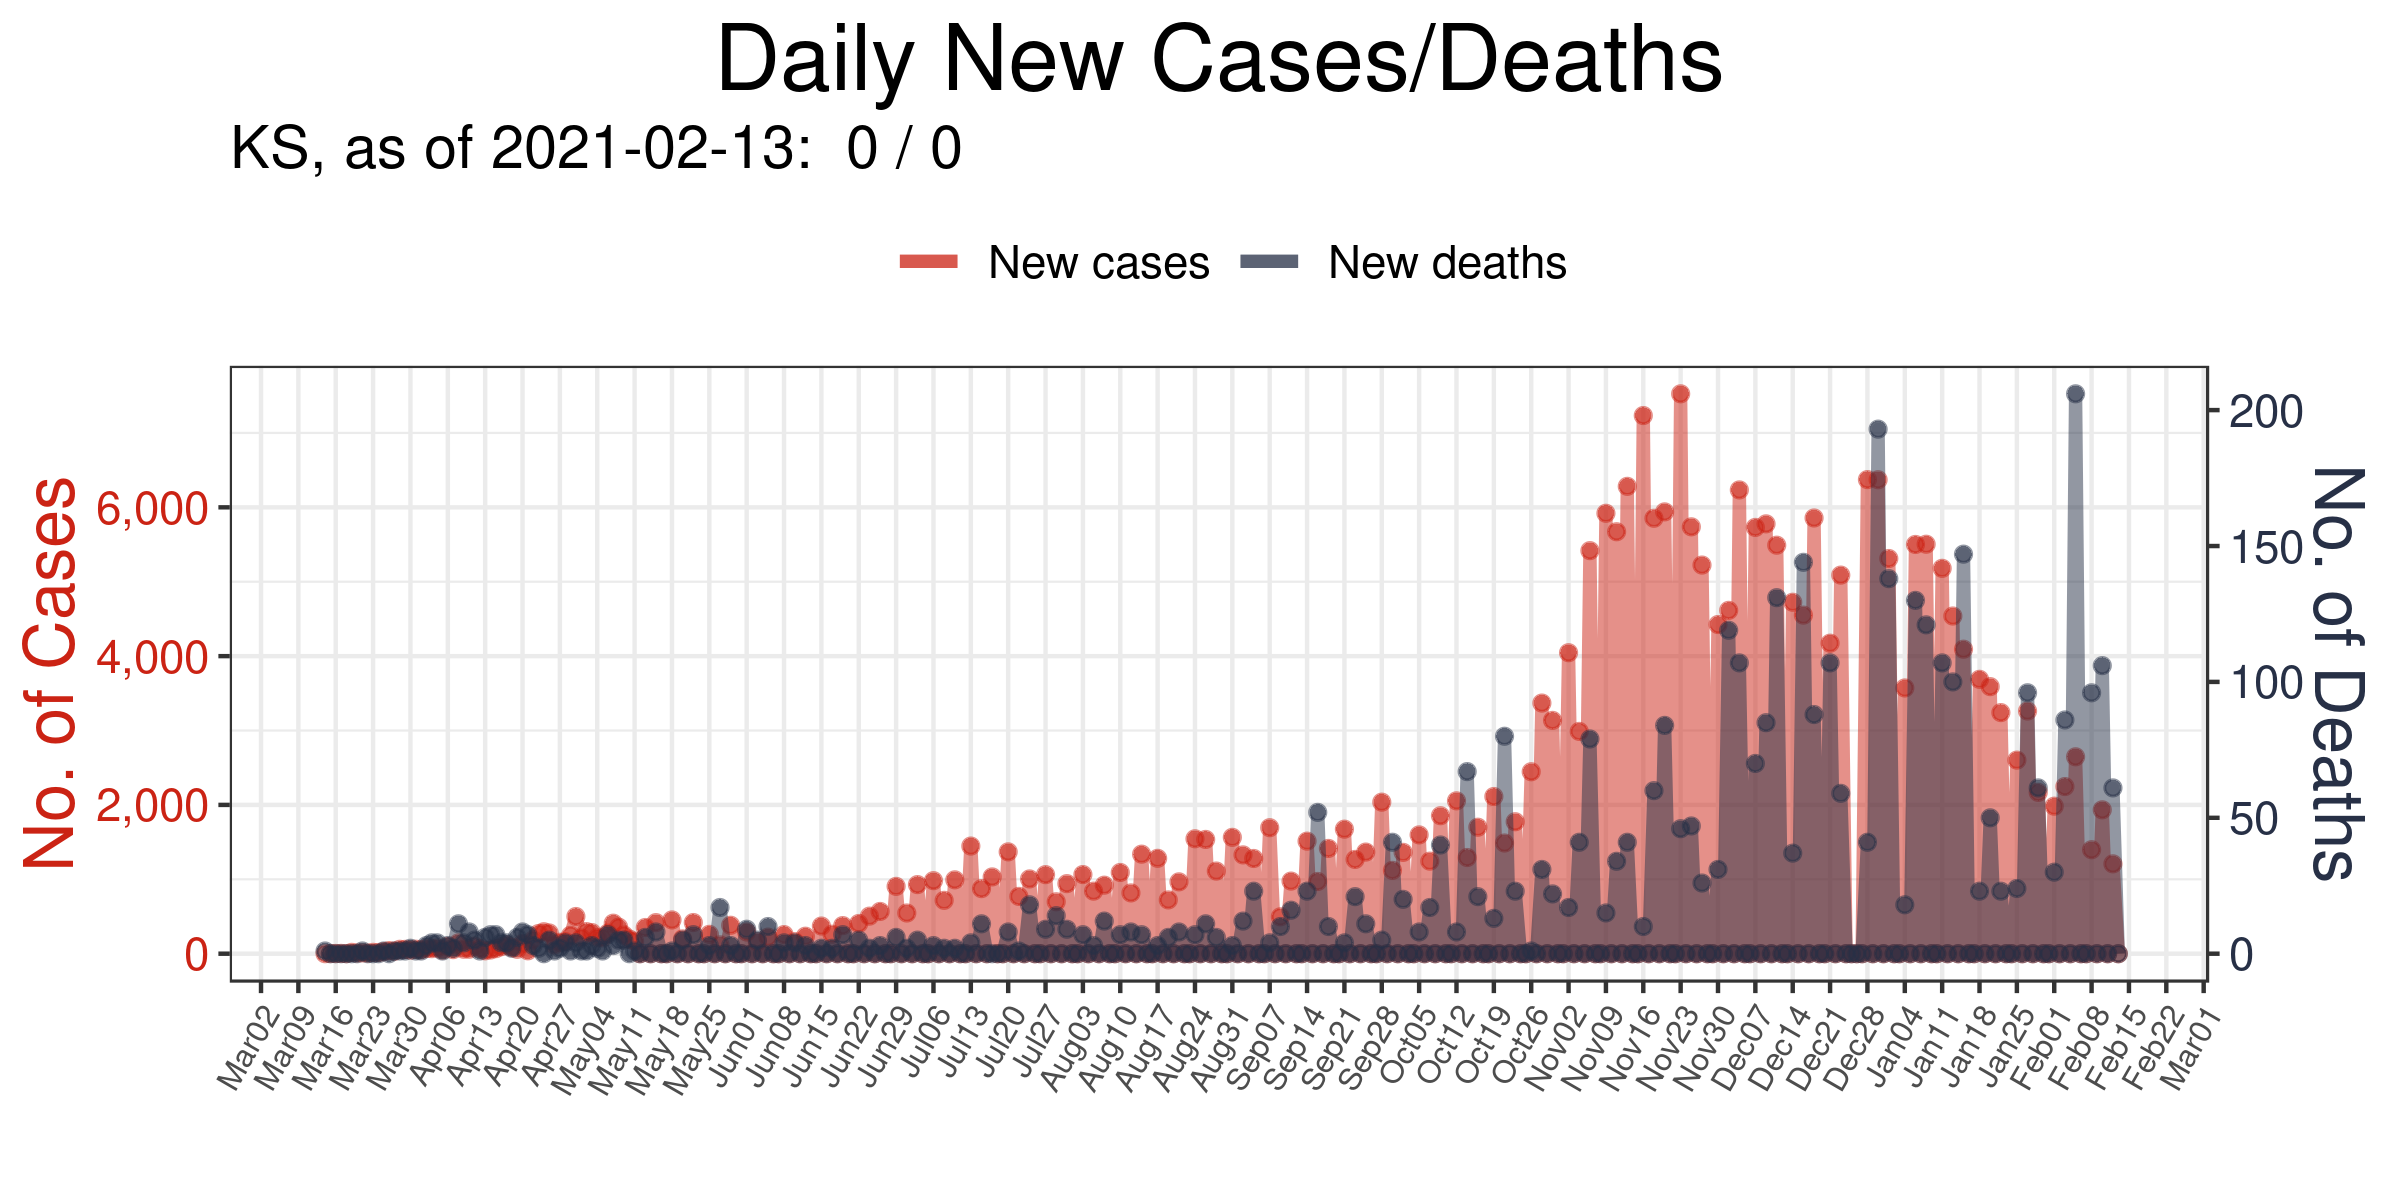 Daily New Cases/Deaths
KS, as of 2021-02-13:  0 / 0
New cases
New deaths
No. of Cases
6,000
4,000
2,000
0
200
150
100
50
0
No. of Deaths
Mar02
Mar09
Mar16
Mar23
Mar30
Apr06
Apr13
Apr20
Apr27
May04
May11
May18
May25
Jun01
Jun08
Jun15
Jun22
Jun29
Jul06
Jul13
Jul20
Jul27
Aug03
Aug10
Aug17
Aug24
Aug31
Sep07
Sep14
Sep21
Sep28
Oct05
Oct12
Oct19
Oct26
Nov02
Nov09
Nov16
Nov23
Nov30
Dec07
Dec14
Dec21
Dec28
Jan04
Jan11
Jan18
Jan25
Feb01
Feb08
Feb15
Feb22
Mar01